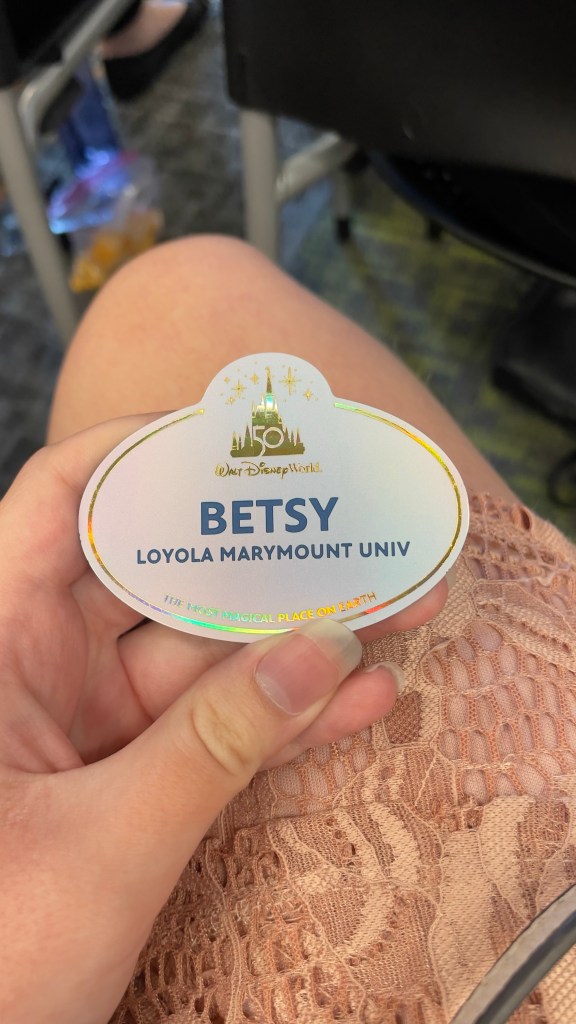 50
Walt Disney World
BETSY
LOYOLA MARYMOUNT UNIV
THE MOST MAGICAL PLACE ON EARTH